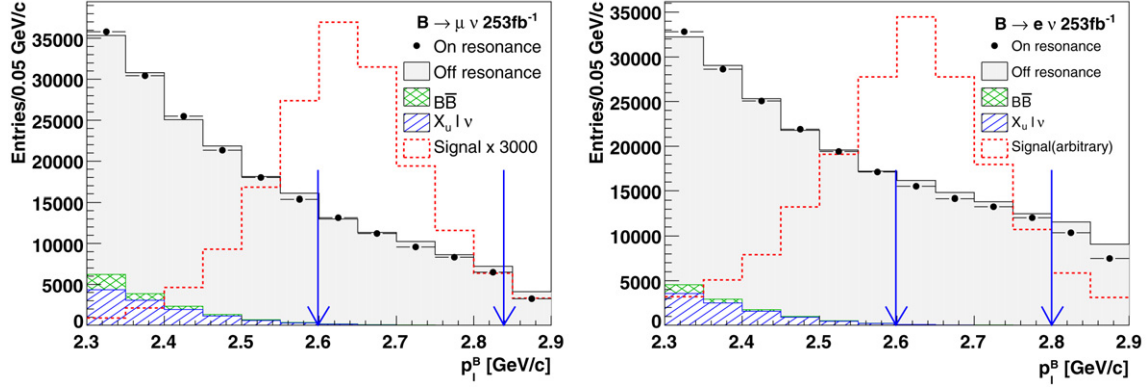 B → μ ν 253fb⁻¹
On resonance
Off resonance
BB̅
X_u l ν
Signal x 3000
Entries/0.05 GeV/c
35000
30000
25000
20000
15000
10000
5000
0
2.3 2.4 2.5 2.6 2.7 2.8 2.9
p_l^B [GeV/c]
B → e ν 253fb⁻¹
On resonance
Off resonance
BB̅
X_u l ν
Signal(arbitrary)
Entries/0.05 GeV/c
35000
30000
25000
20000
15000
10000
5000
0
2.3 2.4 2.5 2.6 2.7 2.8 2.9
p_l^B [GeV/c]